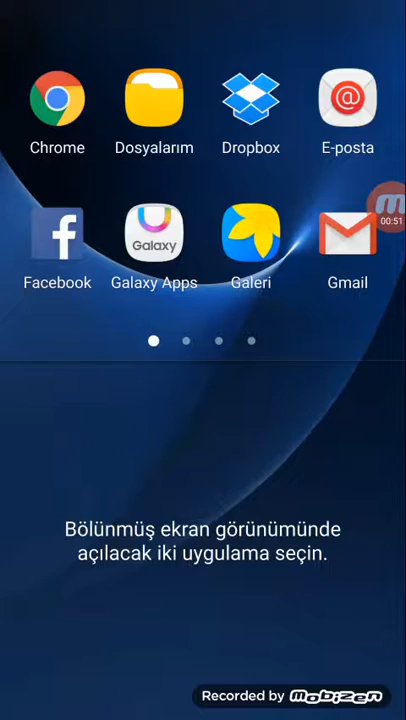 Chrome
Dosyalarım
Dropbox
E-posta
00:51
Galaxy
Facebook
Galaxy Apps
Galeri
Gmail
Bölünmüş ekran görünümünde
açılacak iki uygulama seçin.
Recorded by mobizen